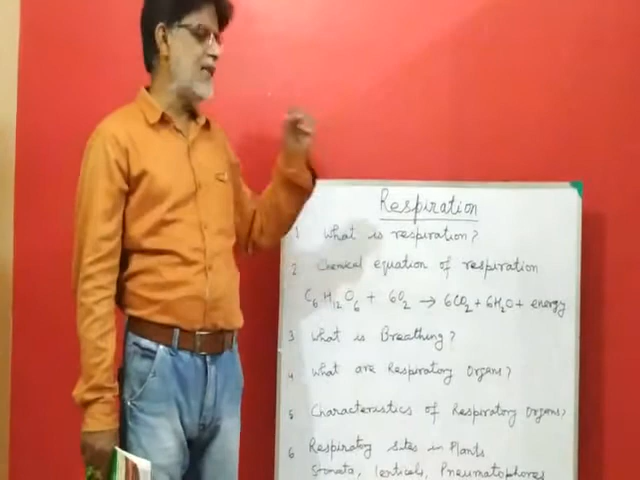 Respiration
1 What is respiration?
2 Chemical equation of respiration
C6H12O6 + 6O2 → 6CO2 + 6H2O + energy
3 What is Breathing?
4 What are Respiratory Organs?
5 Characteristics of Respiratory Organs?
6 Respiratory sites in Plants
Stomata, lenticels, Pneumatophores